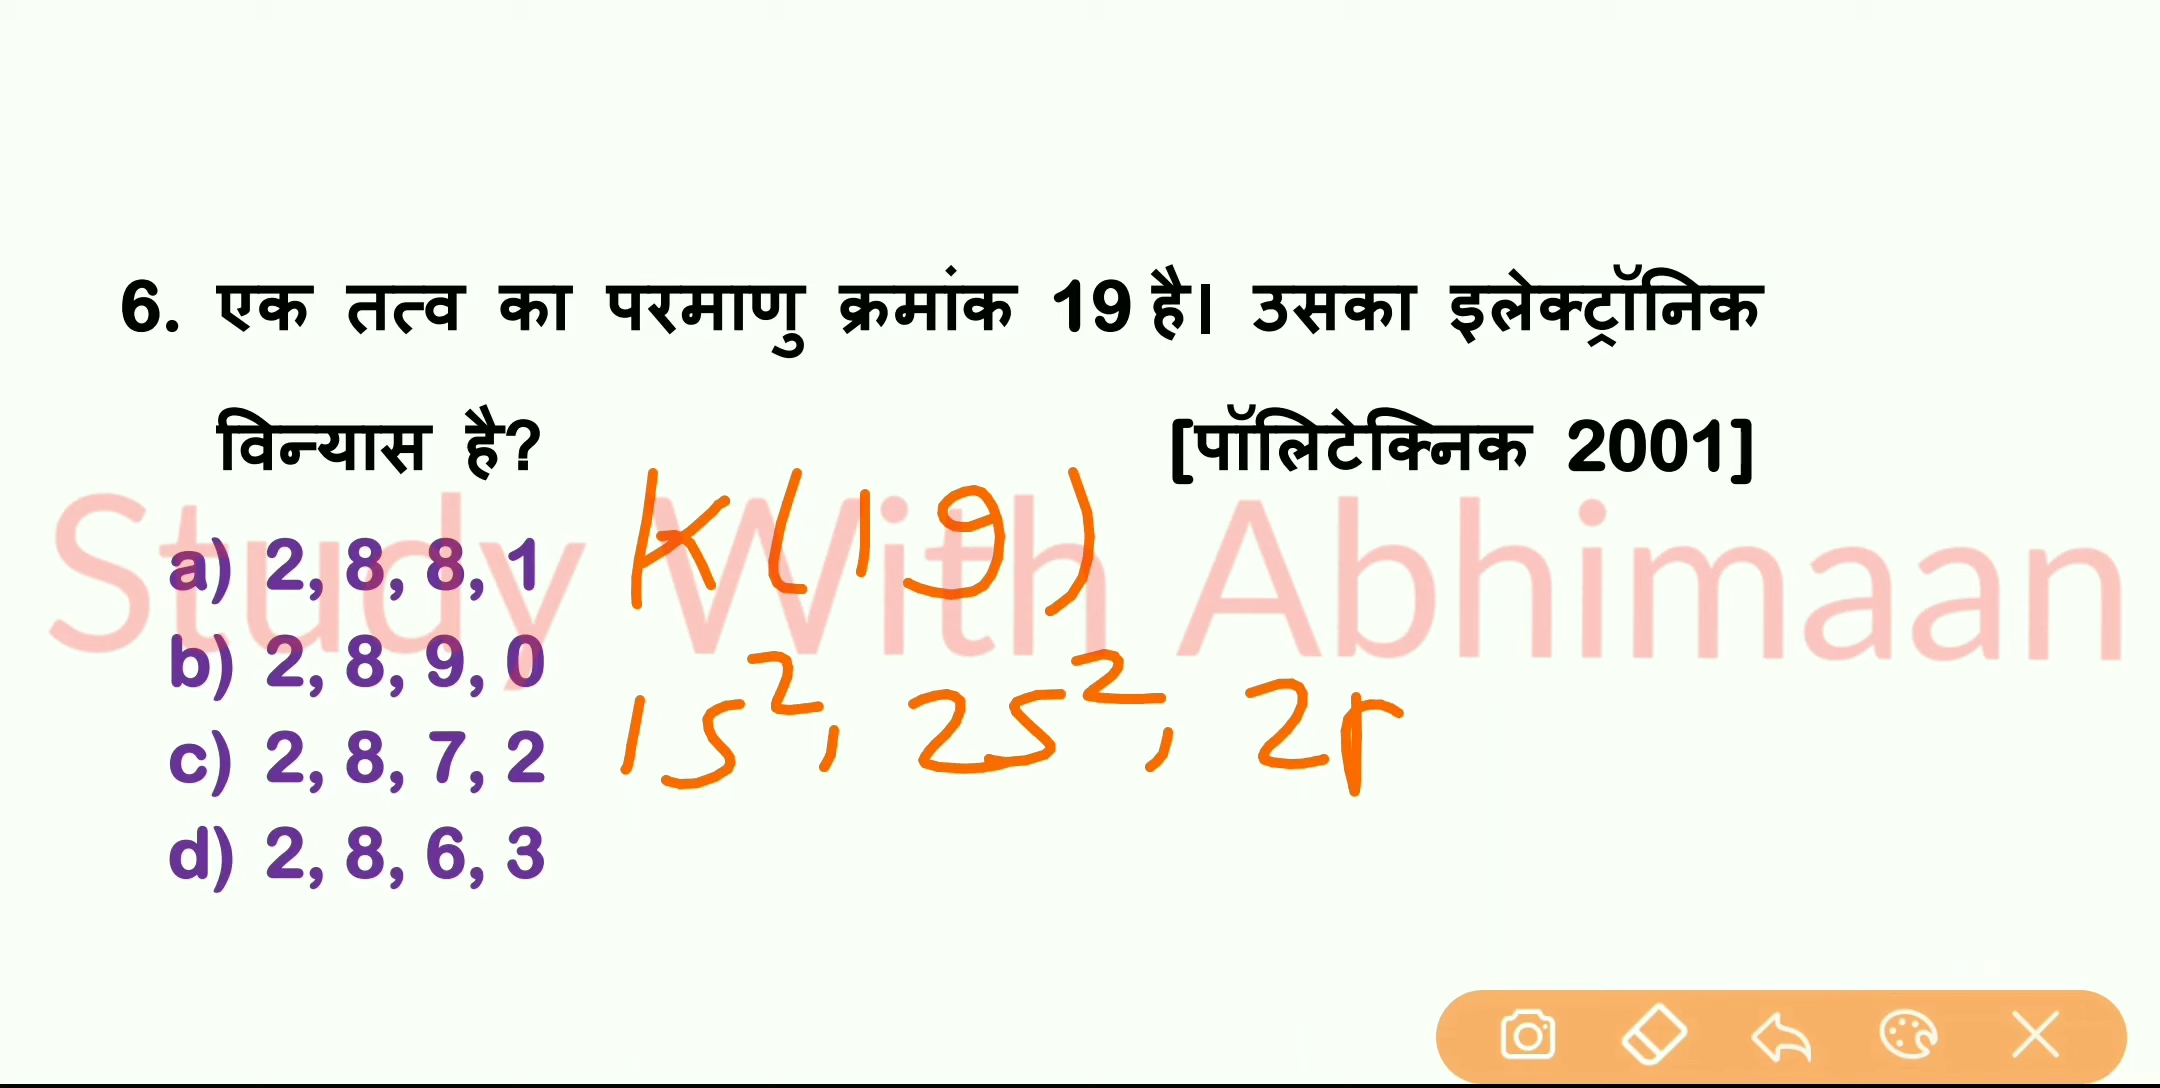 6. एक तत्व का परमाणु क्रमांक 19 है। उसका इलेक्ट्रॉनिक
विन्यास है? [पॉलिटेक्निक 2001]
K(19)
Study With Abhimaan
a) 2, 8, 8, 1
b) 2, 8, 9, 0
1s², 2s², 2p
c) 2, 8, 7, 2
d) 2, 8, 6, 3